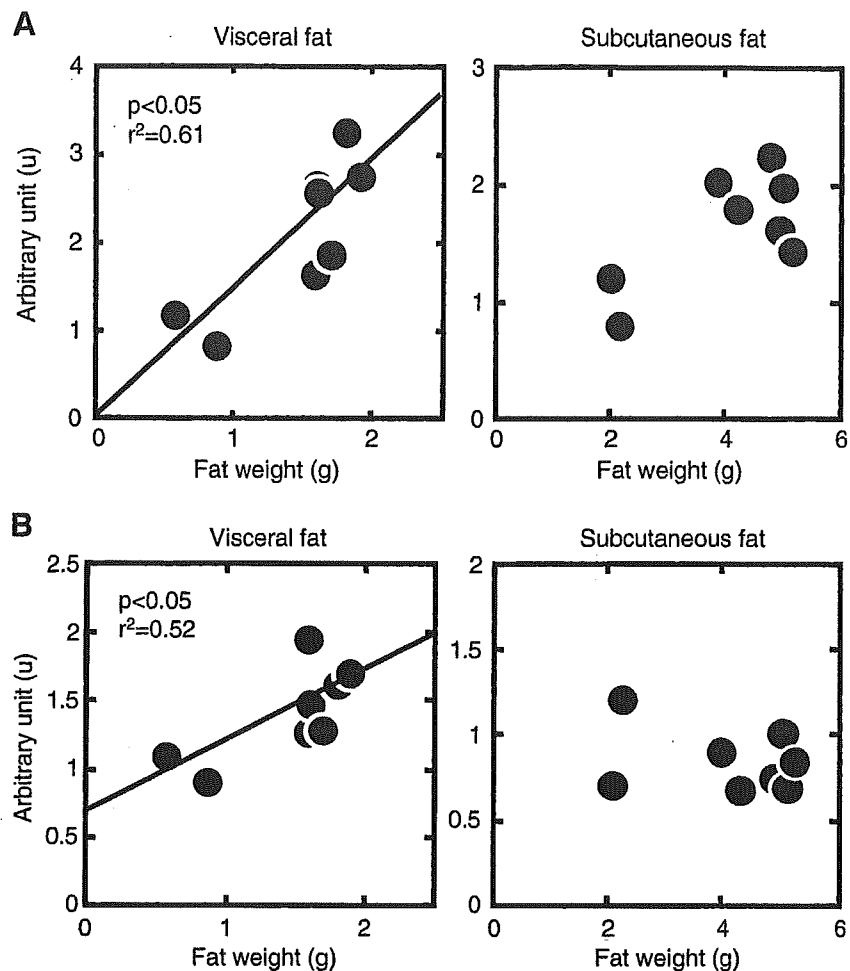 A
Visceral fat
Subcutaneous fat
p<0.05
r²=0.61
Arbitrary unit (u)
4
3
2
1
0
0
1
2
Fat weight (g)
3
2
1
0
0
2
4
6
Fat weight (g)
B
Visceral fat
Subcutaneous fat
p<0.05
r²=0.52
Arbitrary unit (u)
2.5
2
1.5
1
0.5
0
0
1
2
Fat weight (g)
2
1.5
1
0.5
0
0
2
4
6
Fat weight (g)